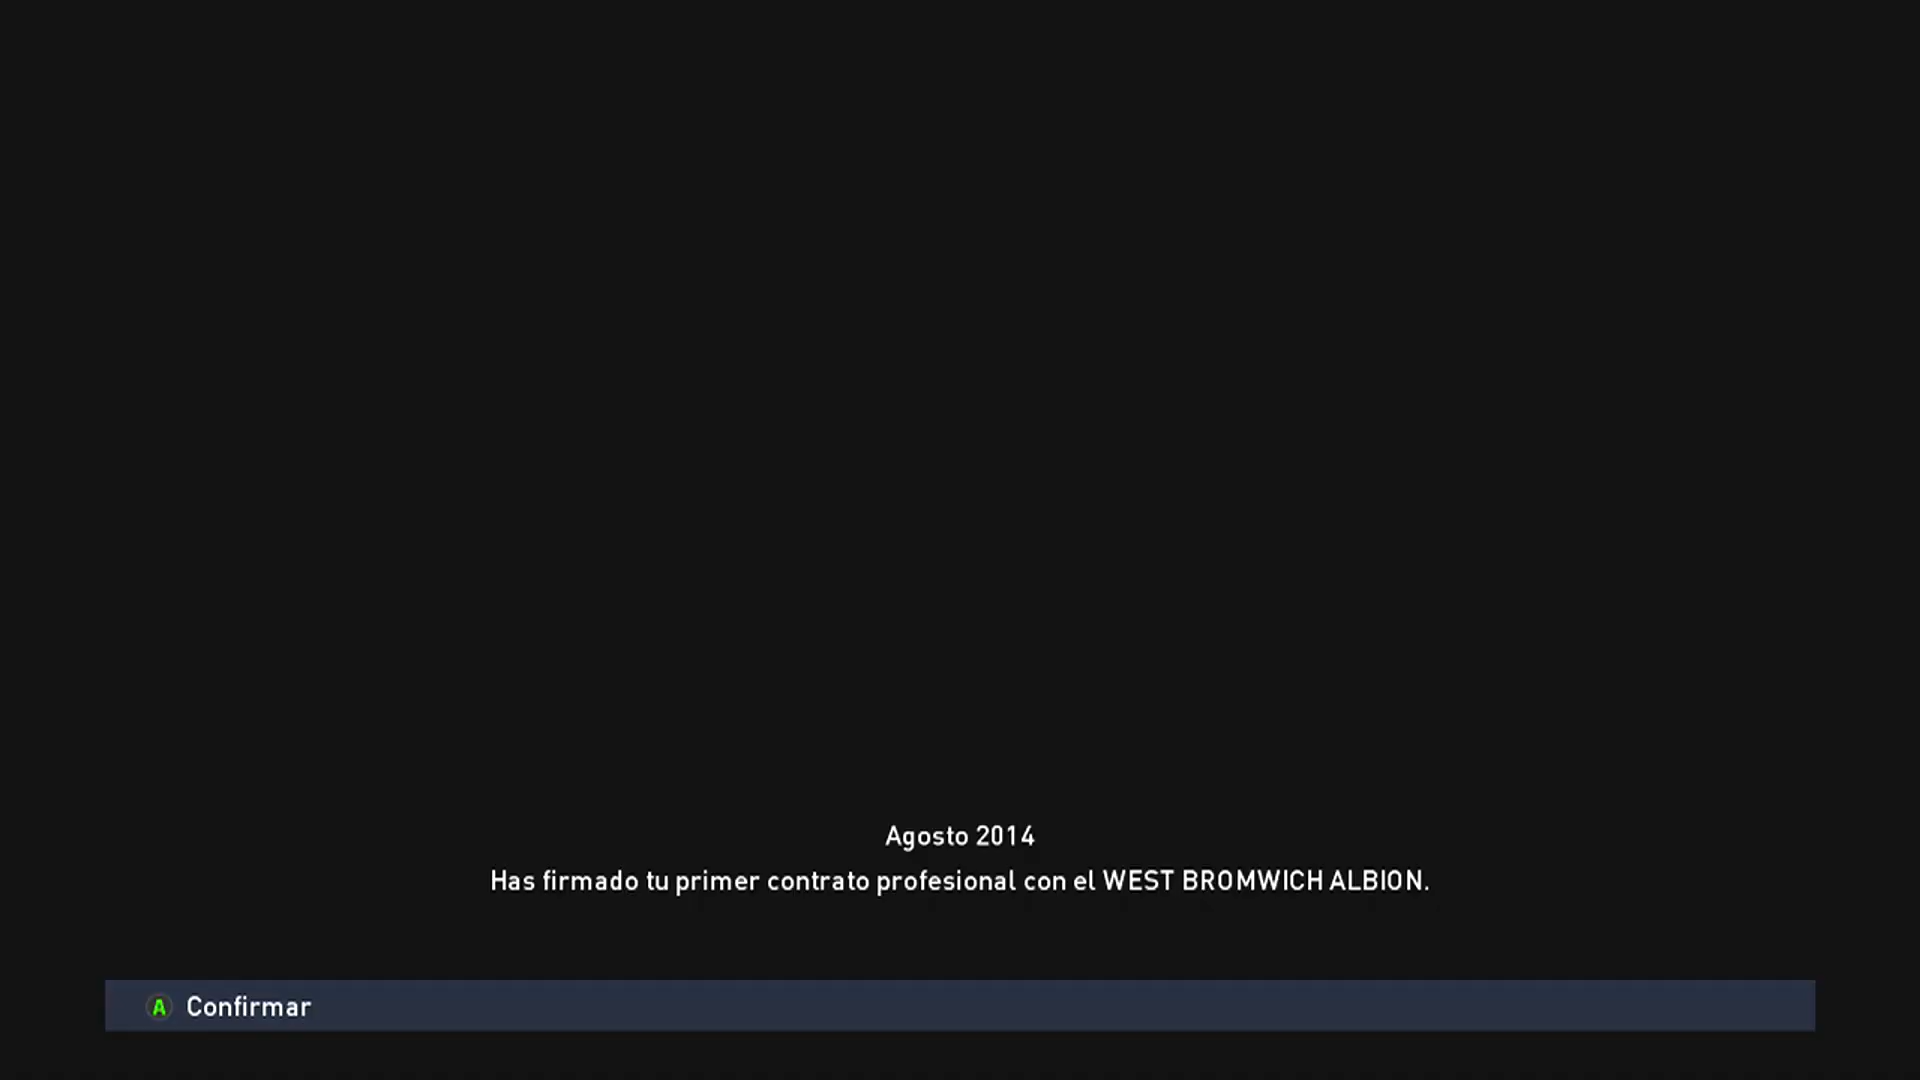 Agosto 2014
Has firmado tu primer contrato profesional con el WEST BROMWICH ALBION.
A Confirmar